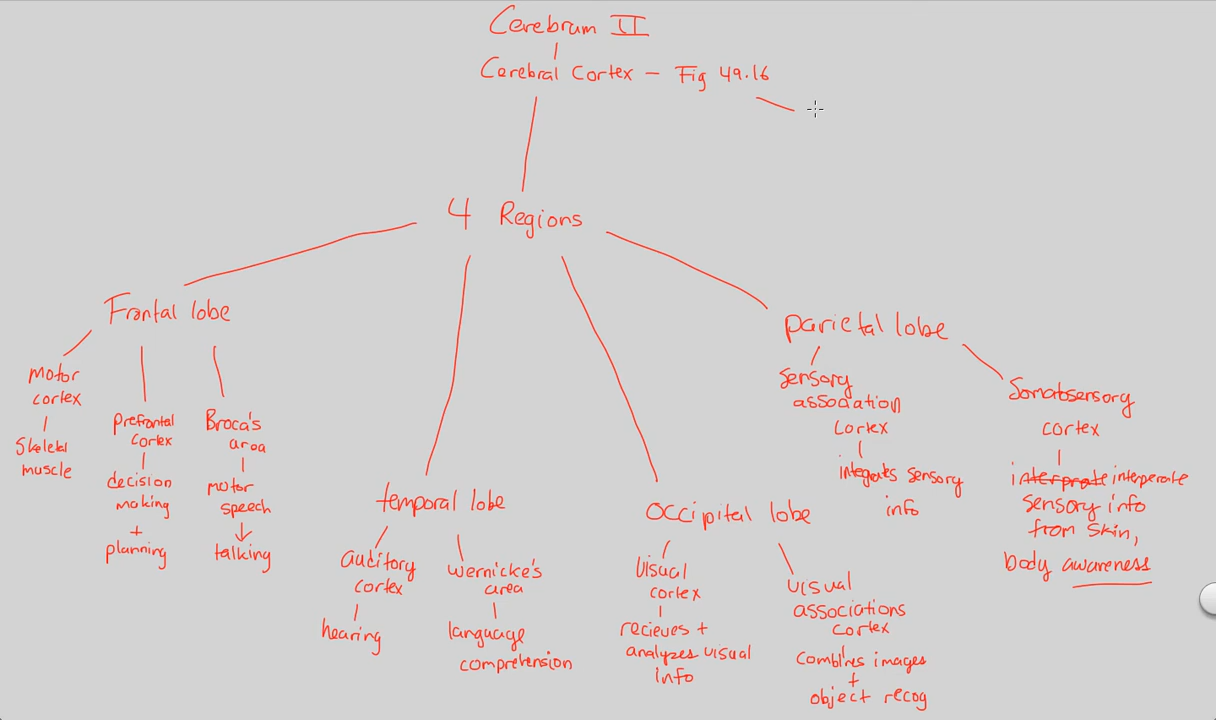 Cerebrum II
Cerebral Cortex - Fig 49.16
4 Regions
Frontal lobe
motor
cortex
skeletal
muscle
prefrontal
cortex
decision
making
+
planning
Broca's
area
motor
speech
talking
temporal lobe
auditory
cortex
hearing
wernicke's
area
language
comprehension
occipital lobe
visual
cortex
recieves +
analyzes visual
info
visual
associations
cortex
combines images
+
object recog
parietal lobe
sensory
association
cortex
integrates sensory
info
Somatosensory
cortex
interprate interperate
sensory info
from skin,
body awareness